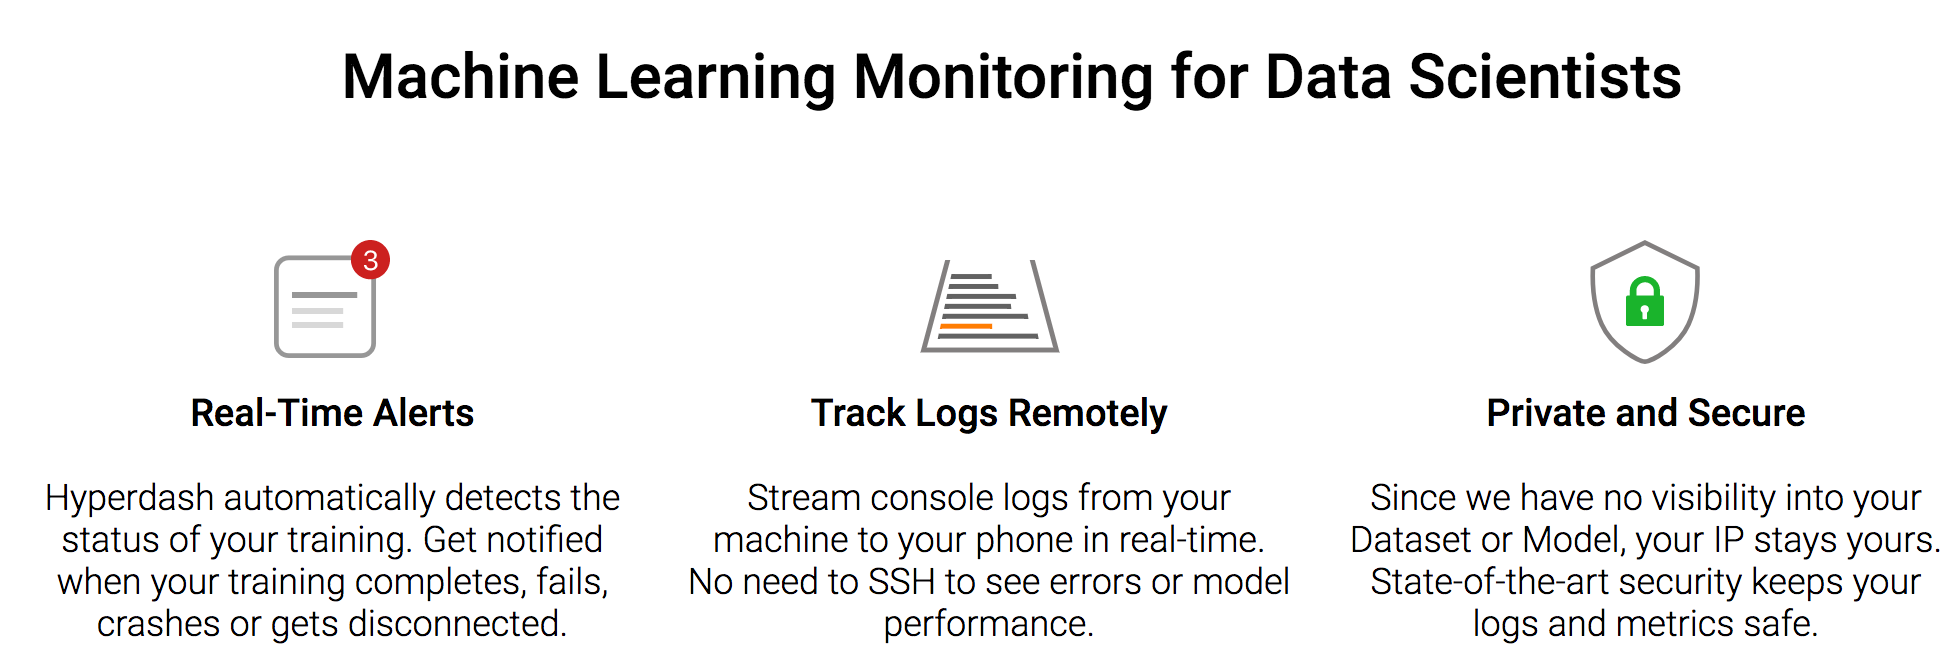 Machine Learning Monitoring for Data Scientists
3
Real-Time Alerts
Hyperdash automatically detects the
status of your training. Get notified
when your training completes, fails,
crashes or gets disconnected.
Track Logs Remotely
Stream console logs from your
machine to your phone in real-time.
No need to SSH to see errors or model
performance.
Private and Secure
Since we have no visibility into your
Dataset or Model, your IP stays yours.
State-of-the-art security keeps your
logs and metrics safe.